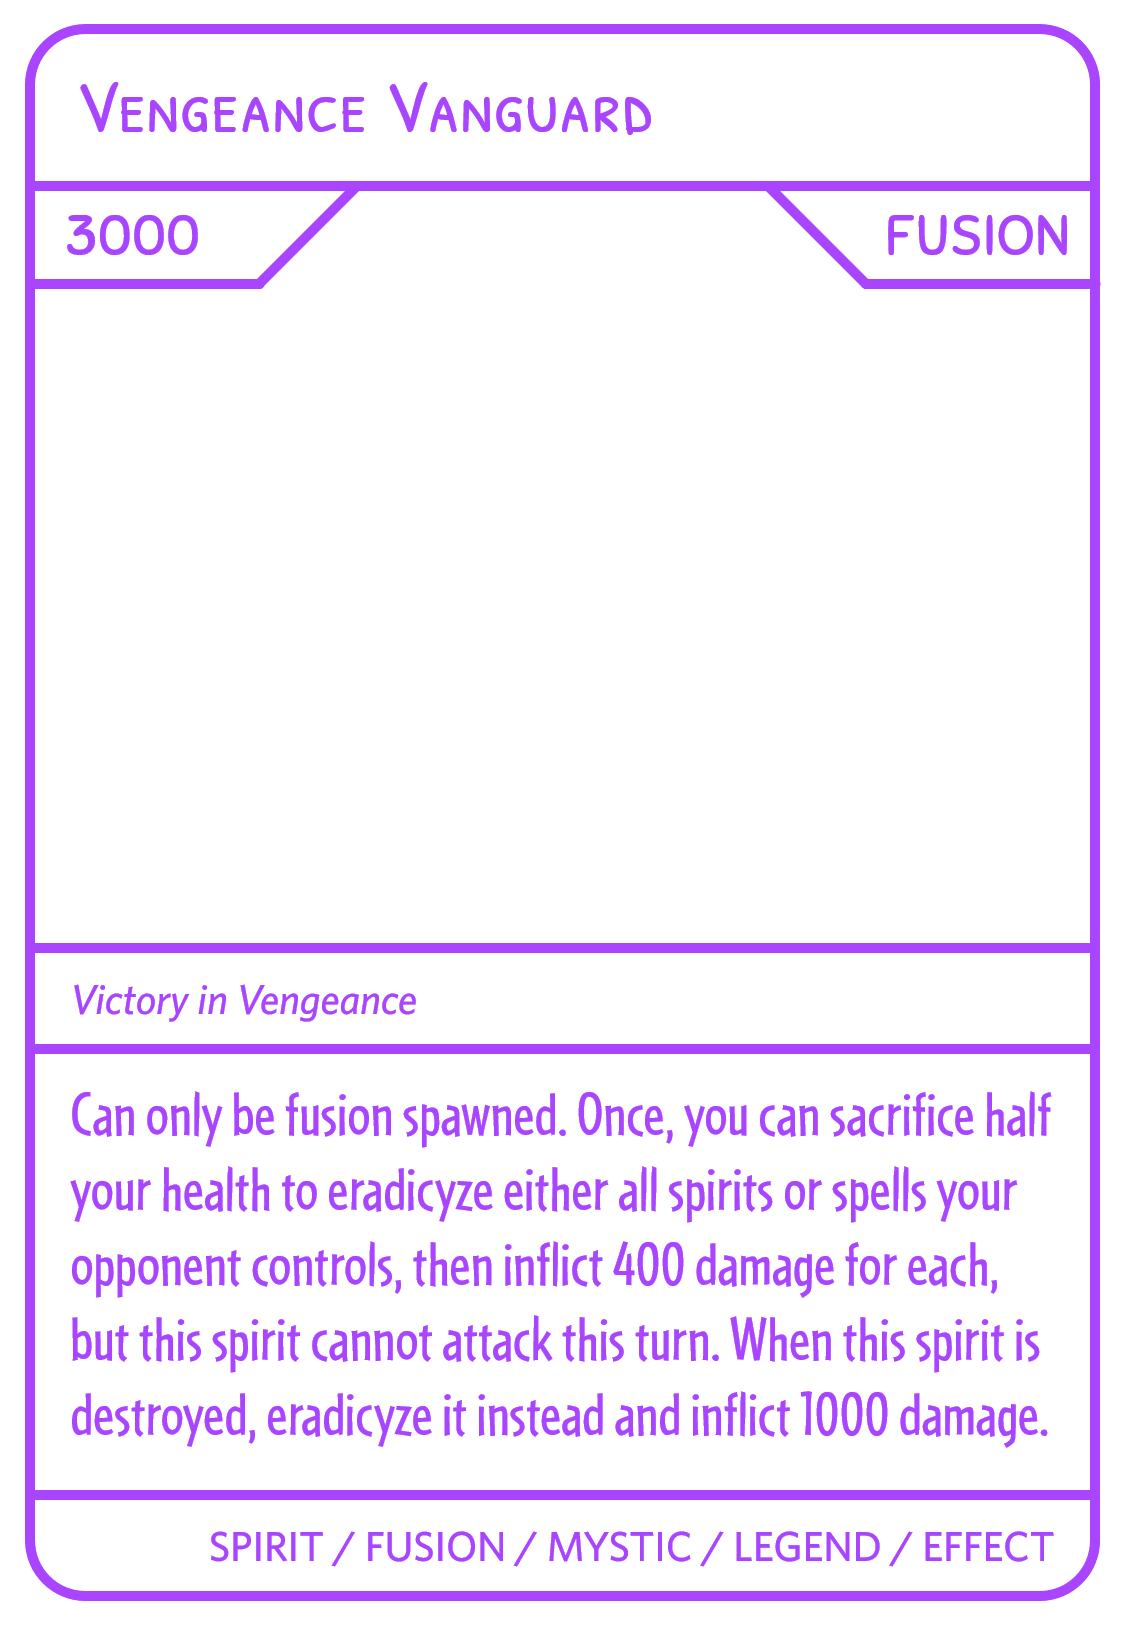 Vengeance Vanguard
3000
FUSION
Victory in Vengeance
Can only be fusion spawned. Once, you can sacrifice half
your health to eradicyze either all spirits or spells your
opponent controls, then inflict 400 damage for each,
but this spirit cannot attack this turn. When this spirit is
destroyed, eradicyze it instead and inflict 1000 damage.
SPIRIT / FUSION / MYSTIC / LEGEND / EFFECT